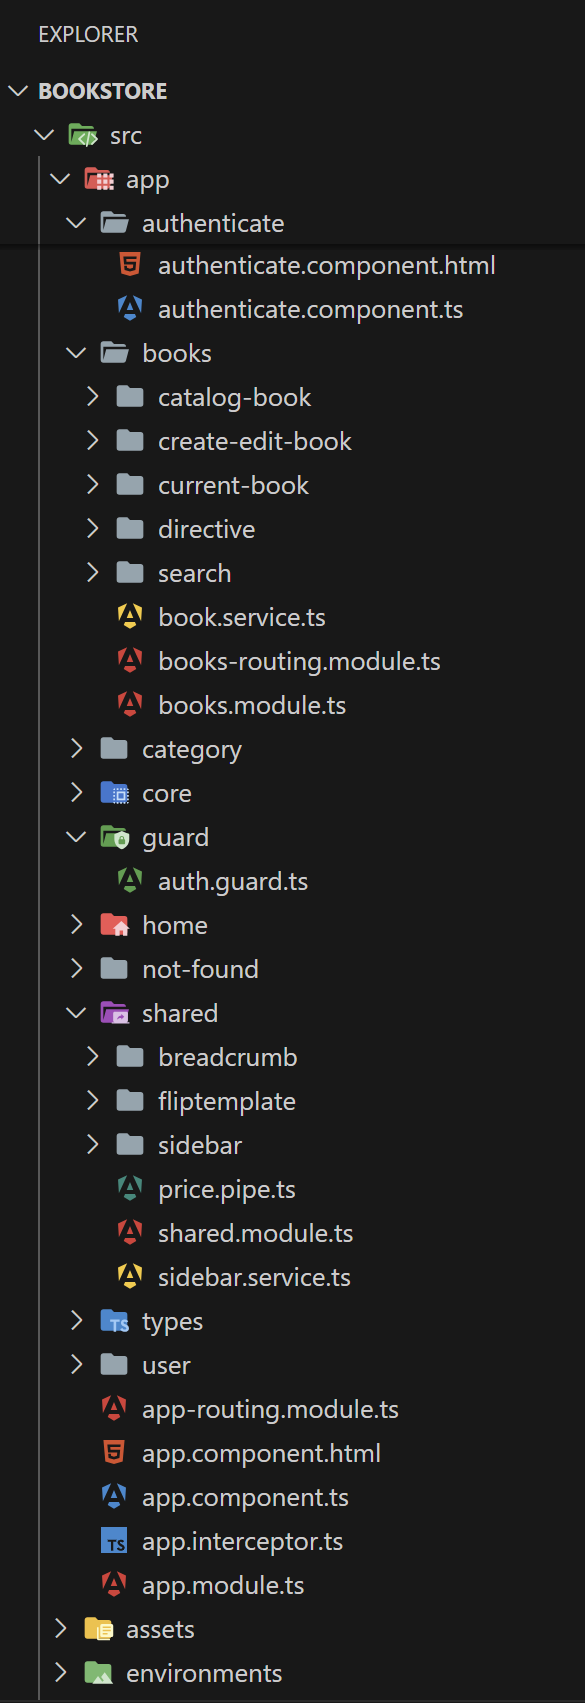 EXPLORER
BOOKSTORE
src
app
authenticate
authenticate.component.html
authenticate.component.ts
books
catalog-book
create-edit-book
current-book
directive
search
book.service.ts
books-routing.module.ts
books.module.ts
category
core
guard
auth.guard.ts
home
not-found
shared
breadcrumb
fliptemplate
sidebar
price.pipe.ts
shared.module.ts
sidebar.service.ts
types
user
app-routing.module.ts
app.component.html
app.component.ts
app.interceptor.ts
app.module.ts
assets
environments